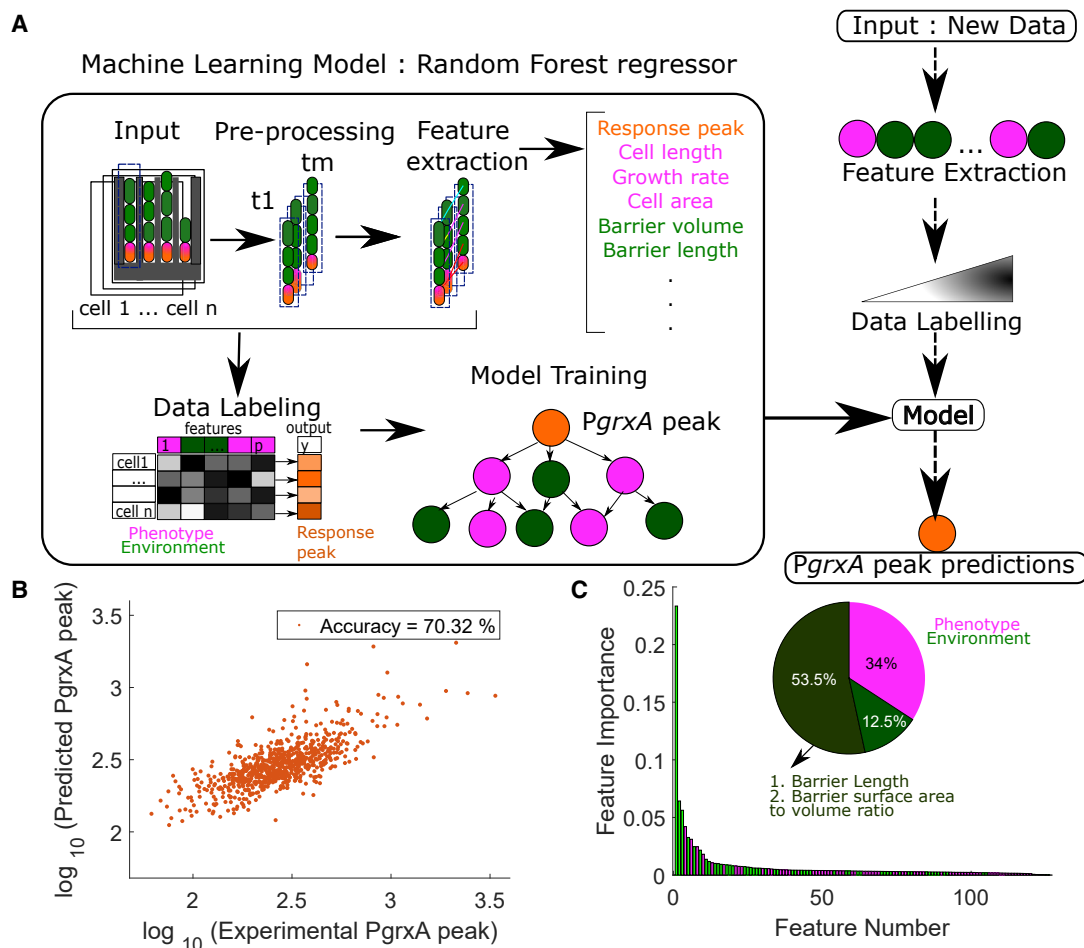 A
Machine Learning Model : Random Forest regressor
Input
Pre-processing
Feature
extraction
t1
tm
cell 1 ... cell n
Response peak
Cell length
Growth rate
Cell area
Barrier volume
Barrier length
.
.
.
Data Labeling
features
output
1
...
p
y
cell1
...
cell n
Phenotype
Environment
Response
peak
Model Training
PgrxA peak
Input : New Data
...
Feature Extraction
Data Labelling
Model
PgrxA peak predictions
B
log 10 (Predicted PgrxA peak)
3.5
3
2.5
2
Accuracy = 70.32 %
2
2.5
3
3.5
log 10 (Experimental PgrxA peak)
C
Feature Importance
0.25
0.2
0.15
0.1
0.05
0
Phenotype
Environment
34%
53.5%
12.5%
1. Barrier Length
2. Barrier surface area
to volume ratio
0
50
100
Feature Number